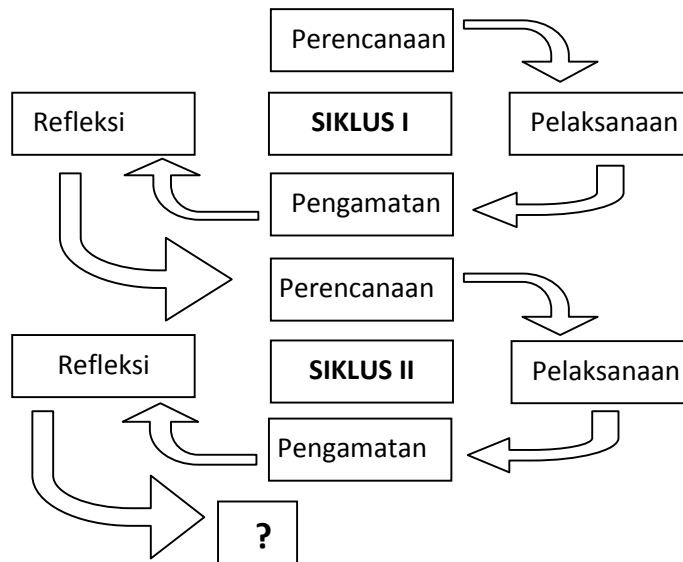 Perencanaan
Refleksi
SIKLUS I
Pelaksanaan
Pengamatan
Perencanaan
Refleksi
SIKLUS II
Pelaksanaan
Pengamatan
?